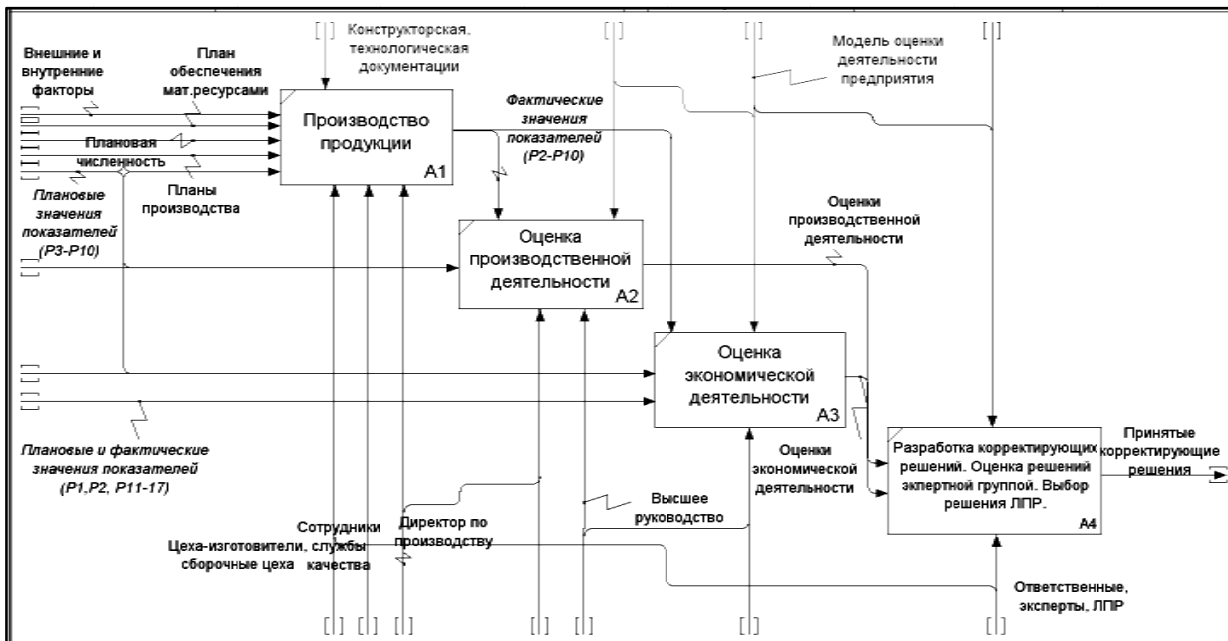 Внешние и
внутренние
факторы
План
обеспечения
мат.ресурсами
Конструкторская,
технологическая
документации
Модель оценки
деятельности
предприятия
Производство
продукции
A1
Фактические
значения
показателей
(P2-P10)
Плановая
численность
Планы
производства
Плановые
значения
показателей
(P3-P10)
Оценка
производственной
деятельности
A2
Оценки
производственной
деятельности
Оценка
экономической
деятельности
A3
Плановые и фактические
значения показателей
(P1,P2, P11-17)
Оценки
экономической
деятельности
Разработка корректирующих
решений. Оценка решений
экпертной группой. Выбор
решения ЛПР.
A4
Принятые
корректирующие
решения
Высшее
руководство
Директор по
производству
Сотрудники
службы
качества
Цеха-изготовители,
сборочные цеха
Ответственные,
эксперты, ЛПР